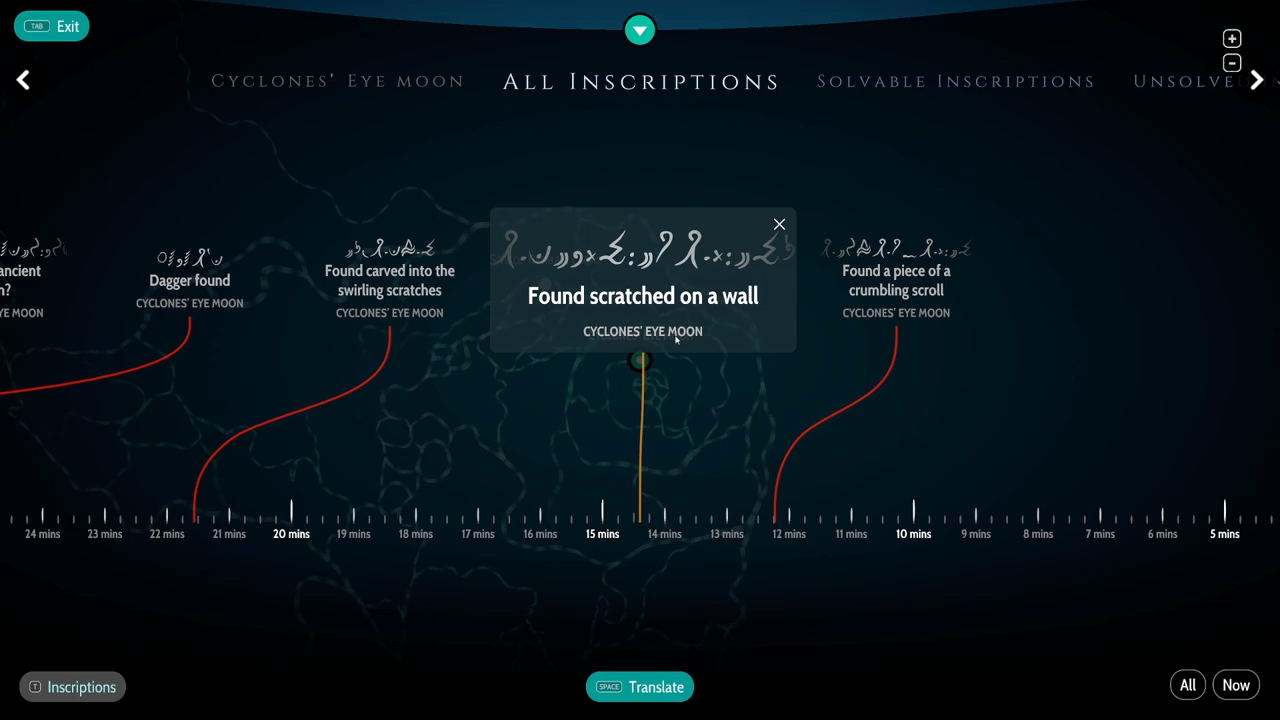 TAB Exit
+
-
CYCLONES' EYE MOON
ALL INSCRIPTIONS
SOLVABLE INSCRIPTIONS
Found scratched on a wall
CYCLONES' EYE MOON
ancient
Dagger found
CYCLONES' EYE MOON
Found carved into the
swirling scratches
CYCLONES' EYE MOON
Found a piece of a
crumbling scroll
CYCLONES' EYE MOON
24 mins
23 mins
22 mins
21 mins
20 mins
19 mins
18 mins
17 mins
16 mins
15 mins
14 mins
13 mins
12 mins
11 mins
10 mins
9 mins
8 mins
7 mins
6 mins
5 mins
T Inscriptions
SPACE Translate
All
Now